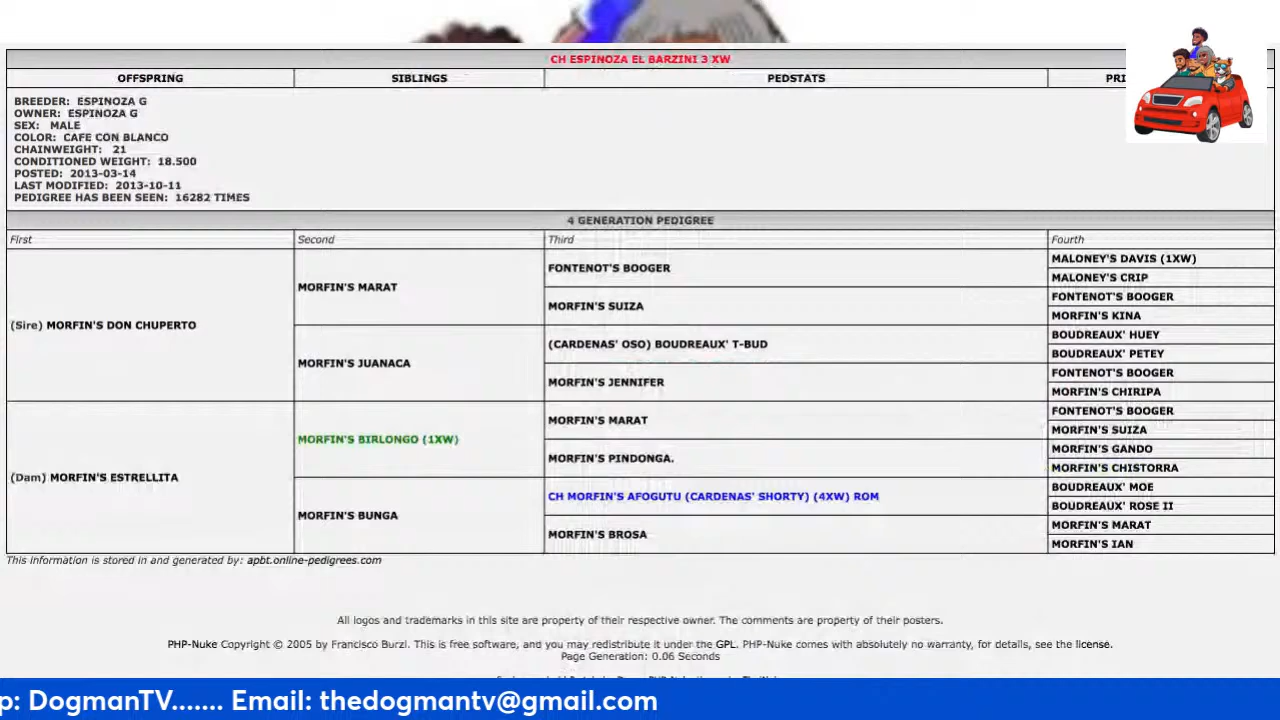 CH ESPINOZA EL BARZINI 3 XW
OFFSPRING SIBLINGS PEDSTATS PRI
BREEDER: ESPINOZA G
OWNER: ESPINOZA G
SEX: MALE
COLOR: CAFE CON BLANCO
CHAINWEIGHT: 21
CONDITIONED WEIGHT: 18.500
POSTED: 2013-03-14
LAST MODIFIED: 2013-10-11
PEDIGREE HAS BEEN SEEN: 16282 TIMES
4 GENERATION PEDIGREE
First Second Third Fourth
MALONEY'S DAVIS (1XW)
FONTENOT'S BOOGER
MALONEY'S CRIP
MORFIN'S MARAT
FONTENOT'S BOOGER
MORFIN'S SUIZA
MORFIN'S KINA
(Sire) MORFIN'S DON CHUPERTO
BOUDREAUX' HUEY
(CARDENAS' OSO) BOUDREAUX' T-BUD
BOUDREAUX' PETEY
MORFIN'S JUANACA
FONTENOT'S BOOGER
MORFIN'S JENNIFER
MORFIN'S CHIRIPA
FONTENOT'S BOOGER
MORFIN'S MARAT
MORFIN'S SUIZA
MORFIN'S BIRLONGO (1XW)
MORFIN'S GANDO
MORFIN'S PINDONGA.
MORFIN'S CHISTORRA
(Dam) MORFIN'S ESTRELLITA
BOUDREAUX' MOE
CH MORFIN'S AFOGUTU (CARDENAS' SHORTY) (4XW) ROM
BOUDREAUX' ROSE II
MORFIN'S BUNGA
MORFIN'S MARAT
MORFIN'S BROSA
MORFIN'S IAN
This information is stored in and generated by: apbt.online-pedigrees.com
All logos and trademarks in this site are property of their respective owner. The comments are property of their posters.
PHP-Nuke Copyright © 2005 by Francisco Burzi. This is free software, and you may redistribute it under the GPL. PHP-Nuke comes with absolutely no warranty, for details, see the license.
Page Generation: 0.06 Seconds
p: DogmanTV....... Email: thedogmantv@gmail.com